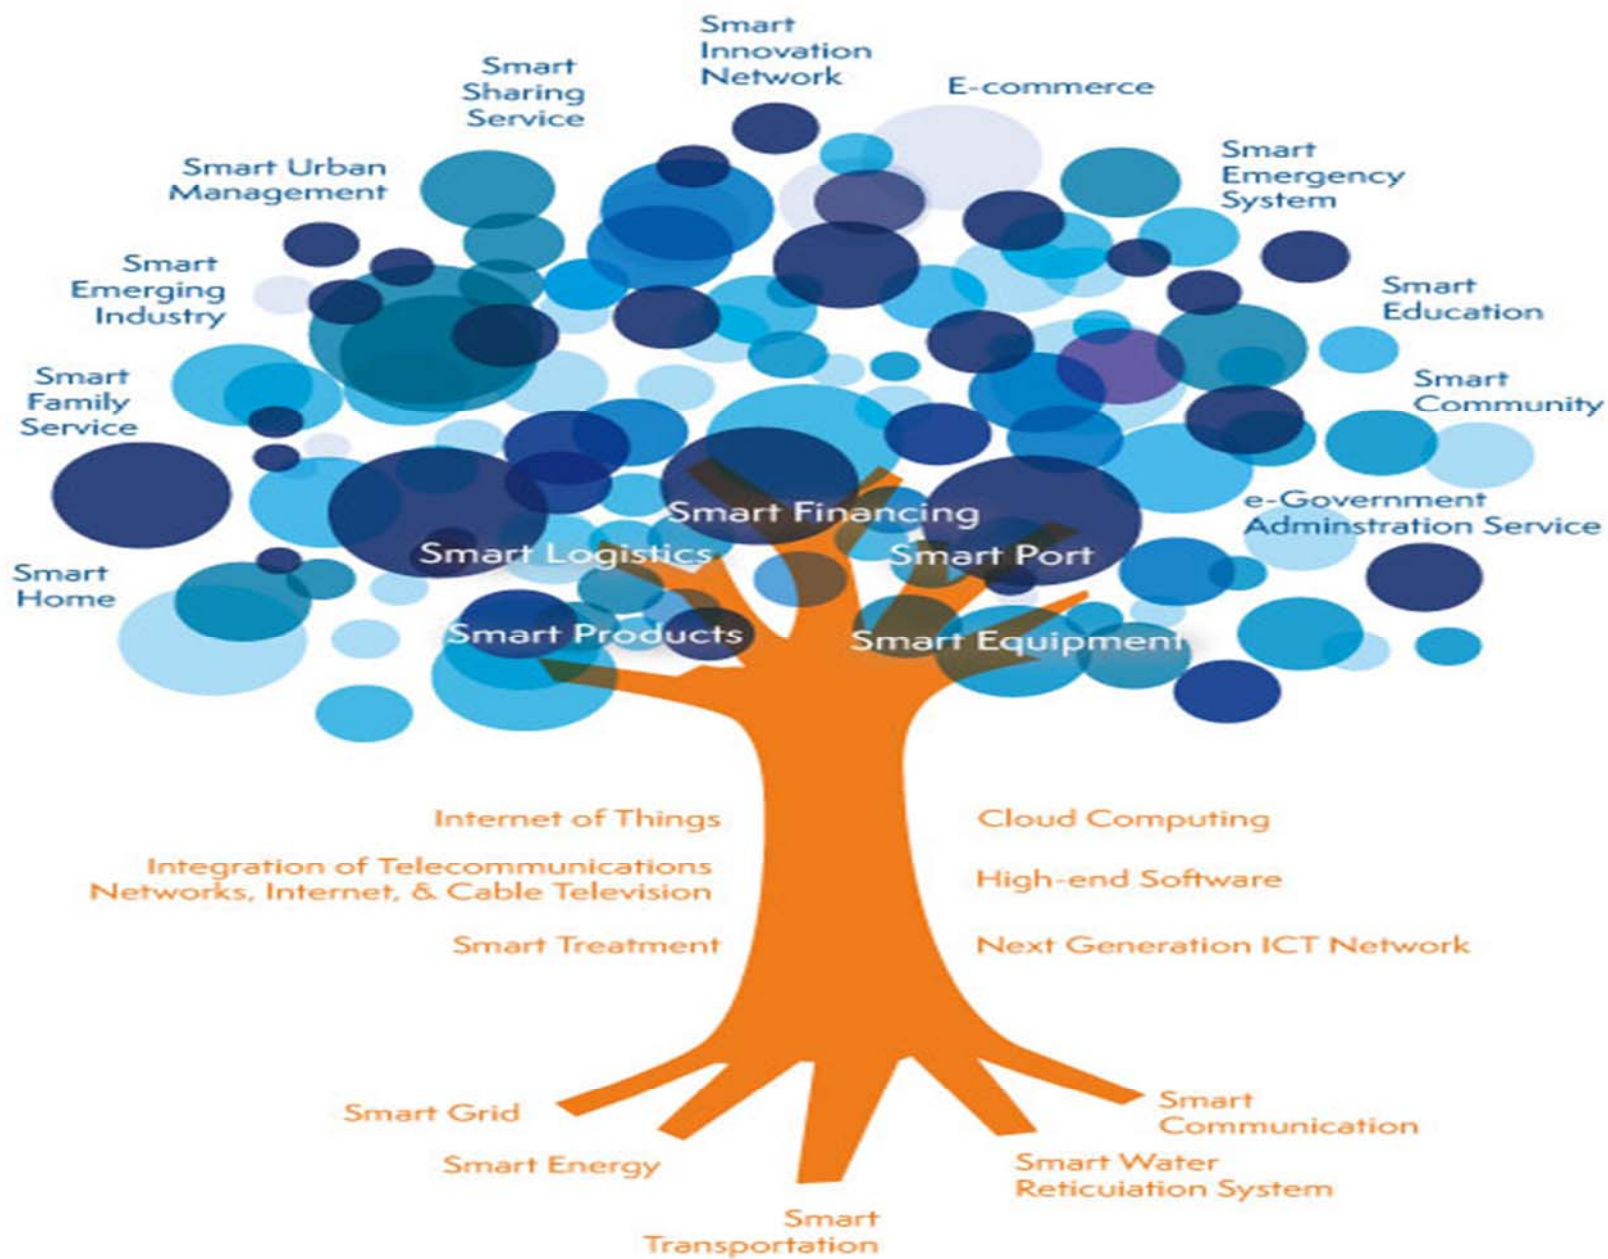 Smart
Innovation
Network
Smart
Sharing
Service
E-commerce
Smart Urban
Management
Smart
Emergency
System
Smart
Emerging
Industry
Smart
Education
Smart
Family
Service
Smart
Community
e-Government
Adminstration Service
Smart
Home
Smart Financing
Smart Logistics
Smart Port
Smart Products
Smart Equipment
Internet of Things
Cloud Computing
Integration of Telecommunications
Networks, Internet, & Cable Television
High-end Software
Smart Treatment
Next Generation ICT Network
Smart Grid
Smart
Communication
Smart Energy
Smart Water
Reticuiation System
Smart
Transportation